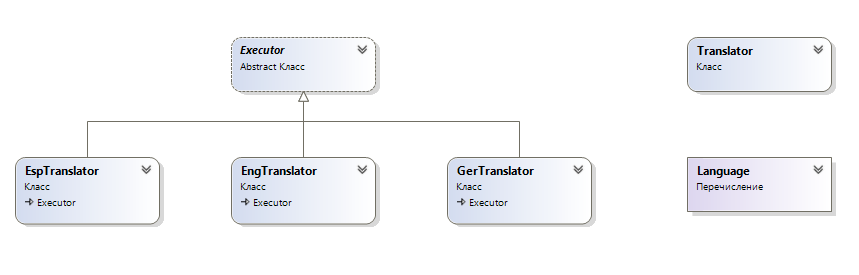 Executor
Abstract Класс
Translator
Класс
EspTranslator
Класс
Executor
EngTranslator
Класс
Executor
GerTranslator
Класс
Executor
Language
Перечисление